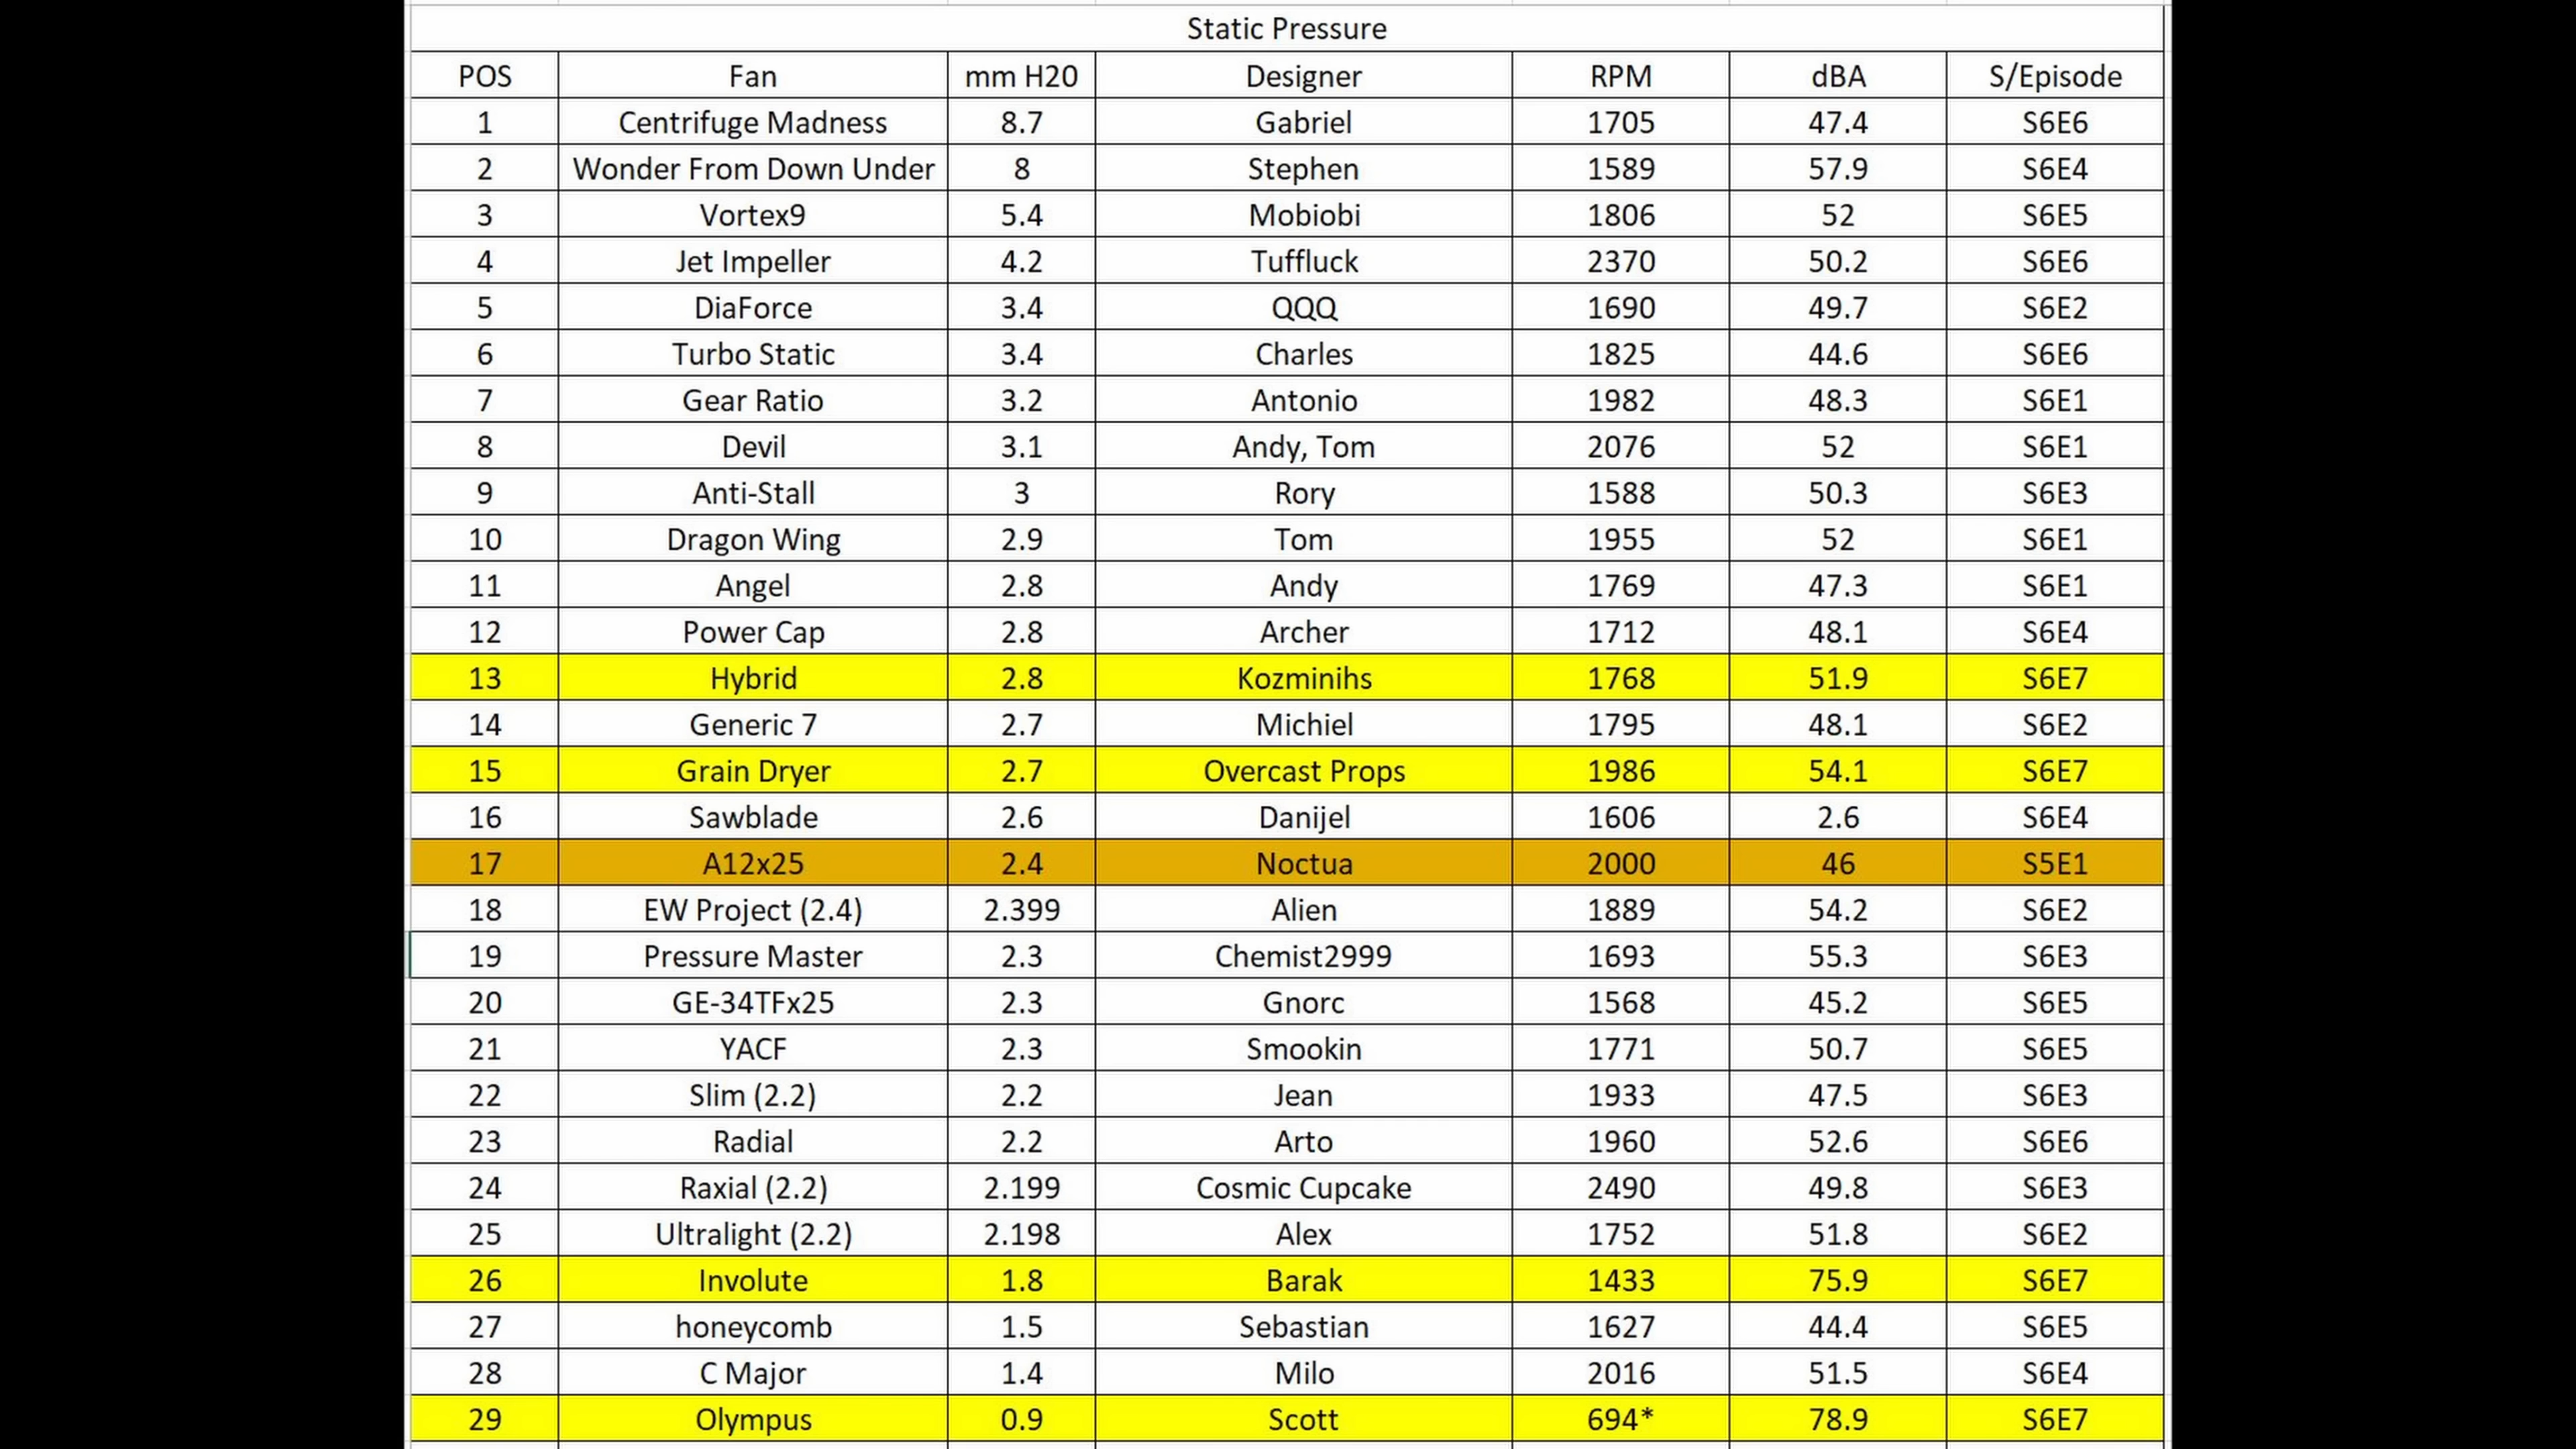 Static Pressure
POS Fan mm H20 Designer RPM dBA S/Episode
1 Centrifuge Madness 8.7 Gabriel 1705 47.4 S6E6
2 Wonder From Down Under 8 Stephen 1589 57.9 S6E4
3 Vortex9 5.4 Mobiobi 1806 52 S6E5
4 Jet Impeller 4.2 Tuffluck 2370 50.2 S6E6
5 DiaForce 3.4 QQQ 1690 49.7 S6E2
6 Turbo Static 3.4 Charles 1825 44.6 S6E6
7 Gear Ratio 3.2 Antonio 1982 48.3 S6E1
8 Devil 3.1 Andy, Tom 2076 52 S6E1
9 Anti-Stall 3 Rory 1588 50.3 S6E3
10 Dragon Wing 2.9 Tom 1955 52 S6E1
11 Angel 2.8 Andy 1769 47.3 S6E1
12 Power Cap 2.8 Archer 1712 48.1 S6E4
13 Hybrid 2.8 Kozminihs 1768 51.9 S6E7
14 Generic 7 2.7 Michiel 1795 48.1 S6E2
15 Grain Dryer 2.7 Overcast Props 1986 54.1 S6E7
16 Sawblade 2.6 Danijel 1606 2.6 S6E4
17 A12x25 2.4 Noctua 2000 46 S5E1
18 EW Project (2.4) 2.399 Alien 1889 54.2 S6E2
19 Pressure Master 2.3 Chemist2999 1693 55.3 S6E3
20 GE-34TFx25 2.3 Gnorc 1568 45.2 S6E5
21 YACF 2.3 Smookin 1771 50.7 S6E5
22 Slim (2.2) 2.2 Jean 1933 47.5 S6E3
23 Radial 2.2 Arto 1960 52.6 S6E6
24 Raxial (2.2) 2.199 Cosmic Cupcake 2490 49.8 S6E3
25 Ultralight (2.2) 2.198 Alex 1752 51.8 S6E2
26 Involute 1.8 Barak 1433 75.9 S6E7
27 honeycomb 1.5 Sebastian 1627 44.4 S6E5
28 C Major 1.4 Milo 2016 51.5 S6E4
29 Olympus 0.9 Scott 694* 78.9 S6E7